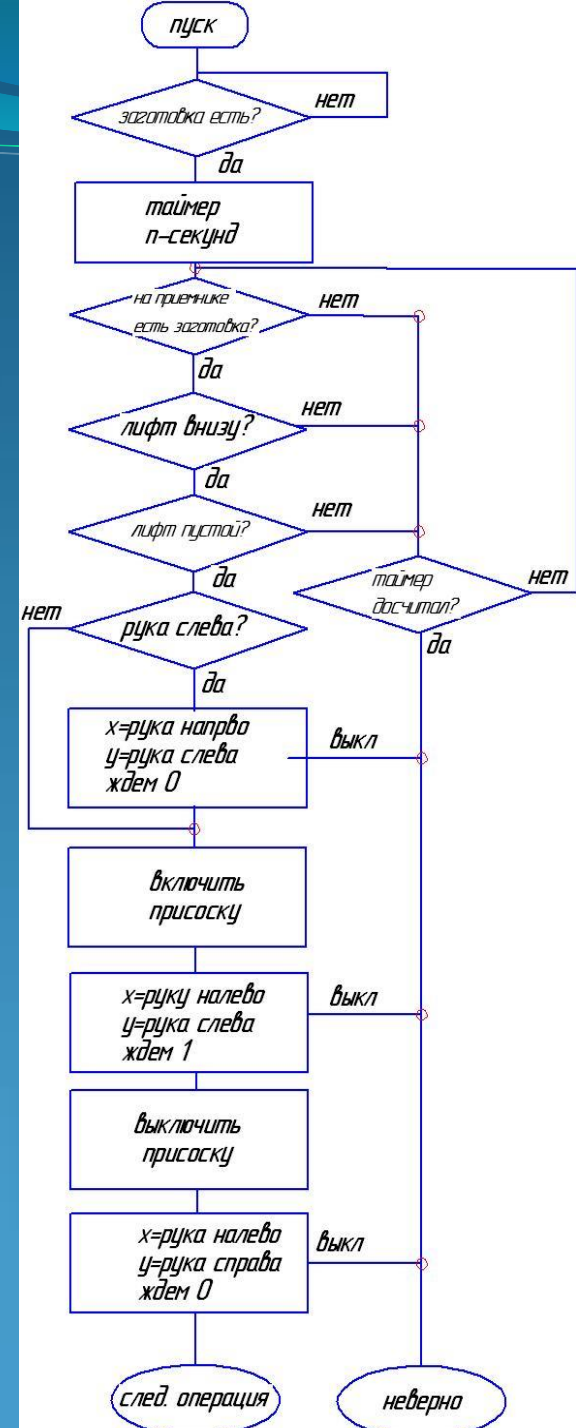 пуск
заготовка есть?
нет
да
таймер
n-секунд
на приемнике
есть заготовка?
нет
да
лифт внизу?
нет
да
лифт пустой?
нет
да
таймер
досчитал?
нет
да
нет
рука слева?
да
x=рука напрво
y=рука слева
ждем 0
выкл
включить
присоску
x=руку налево
y=рука слева
ждем 1
выкл
выключить
присоску
x=рука налево
y=рука справа
ждем 0
выкл
след. операция
неверно